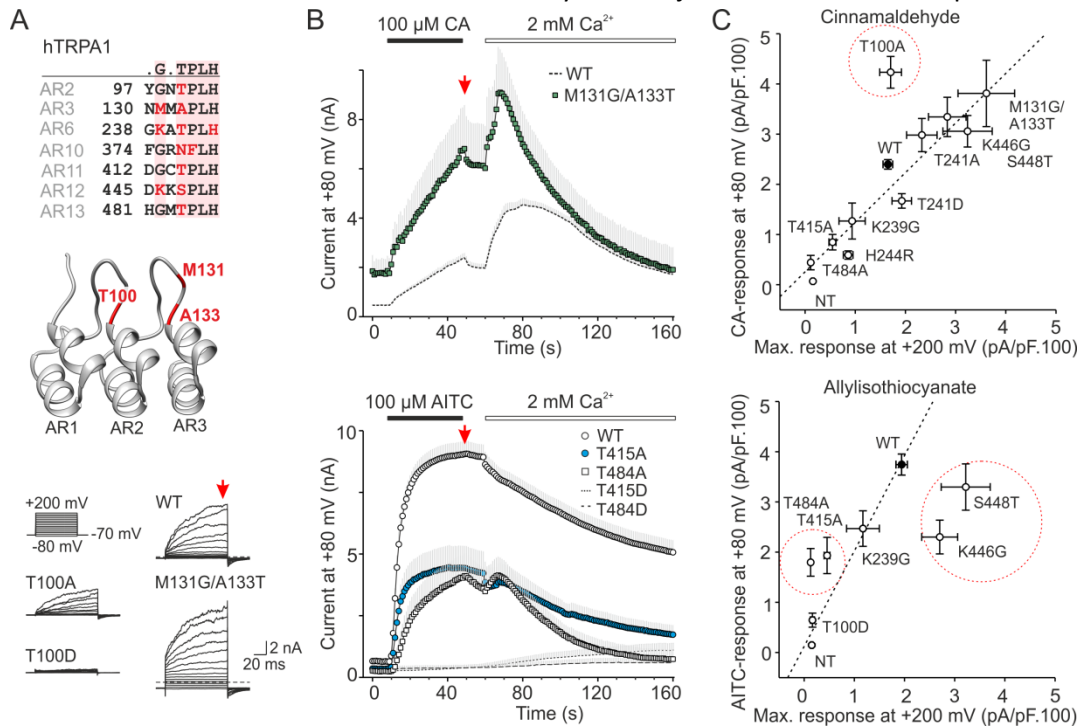 A
hTRPA1
.G.TPLH
AR2 97 YGNTPLH
AR3 130 NMMAPLH
AR6 238 GKATPLH
AR10 374 FGRNFLH
AR11 412 DGCTPLH
AR12 445 DKKSPLH
AR13 481 HGMTPLH
M131
T100
A133
AR1 AR2 AR3
+200 mV
-70 mV
-80 mV
WT
T100A
M131G/A133T
T100D
2 nA
20 ms
B
100 µM CA
2 mM Ca²⁺
WT
M131G/A133T
Current at +80 mV (nA)
8
4
0
0 40 80 120 160
Time (s)
100 µM AITC
2 mM Ca²⁺
WT
T415A
T484A
T415D
T484D
Current at +80 mV (nA)
10
5
0
0 40 80 120 160
Time (s)
C
Cinnamaldehyde
CA-response at +80 mV (pA/pF.100)
5
4
3
2
1
0
T100A
M131G/
A133T
K446G
S448T
WT
T241A
T241D
T415A
K239G
H244R
T484A
NT
0 1 2 3 4 5
Max. response at +200 mV (pA/pF.100)
Allylisothiocyanate
AITC-response at +80 mV (pA/pF.100)
5
4
3
2
1
0
WT
S448T
T484A
T415A
K446G
K239G
T100D
NT
0 1 2 3 4 5
Max. response at +200 mV (pA/pF.100)